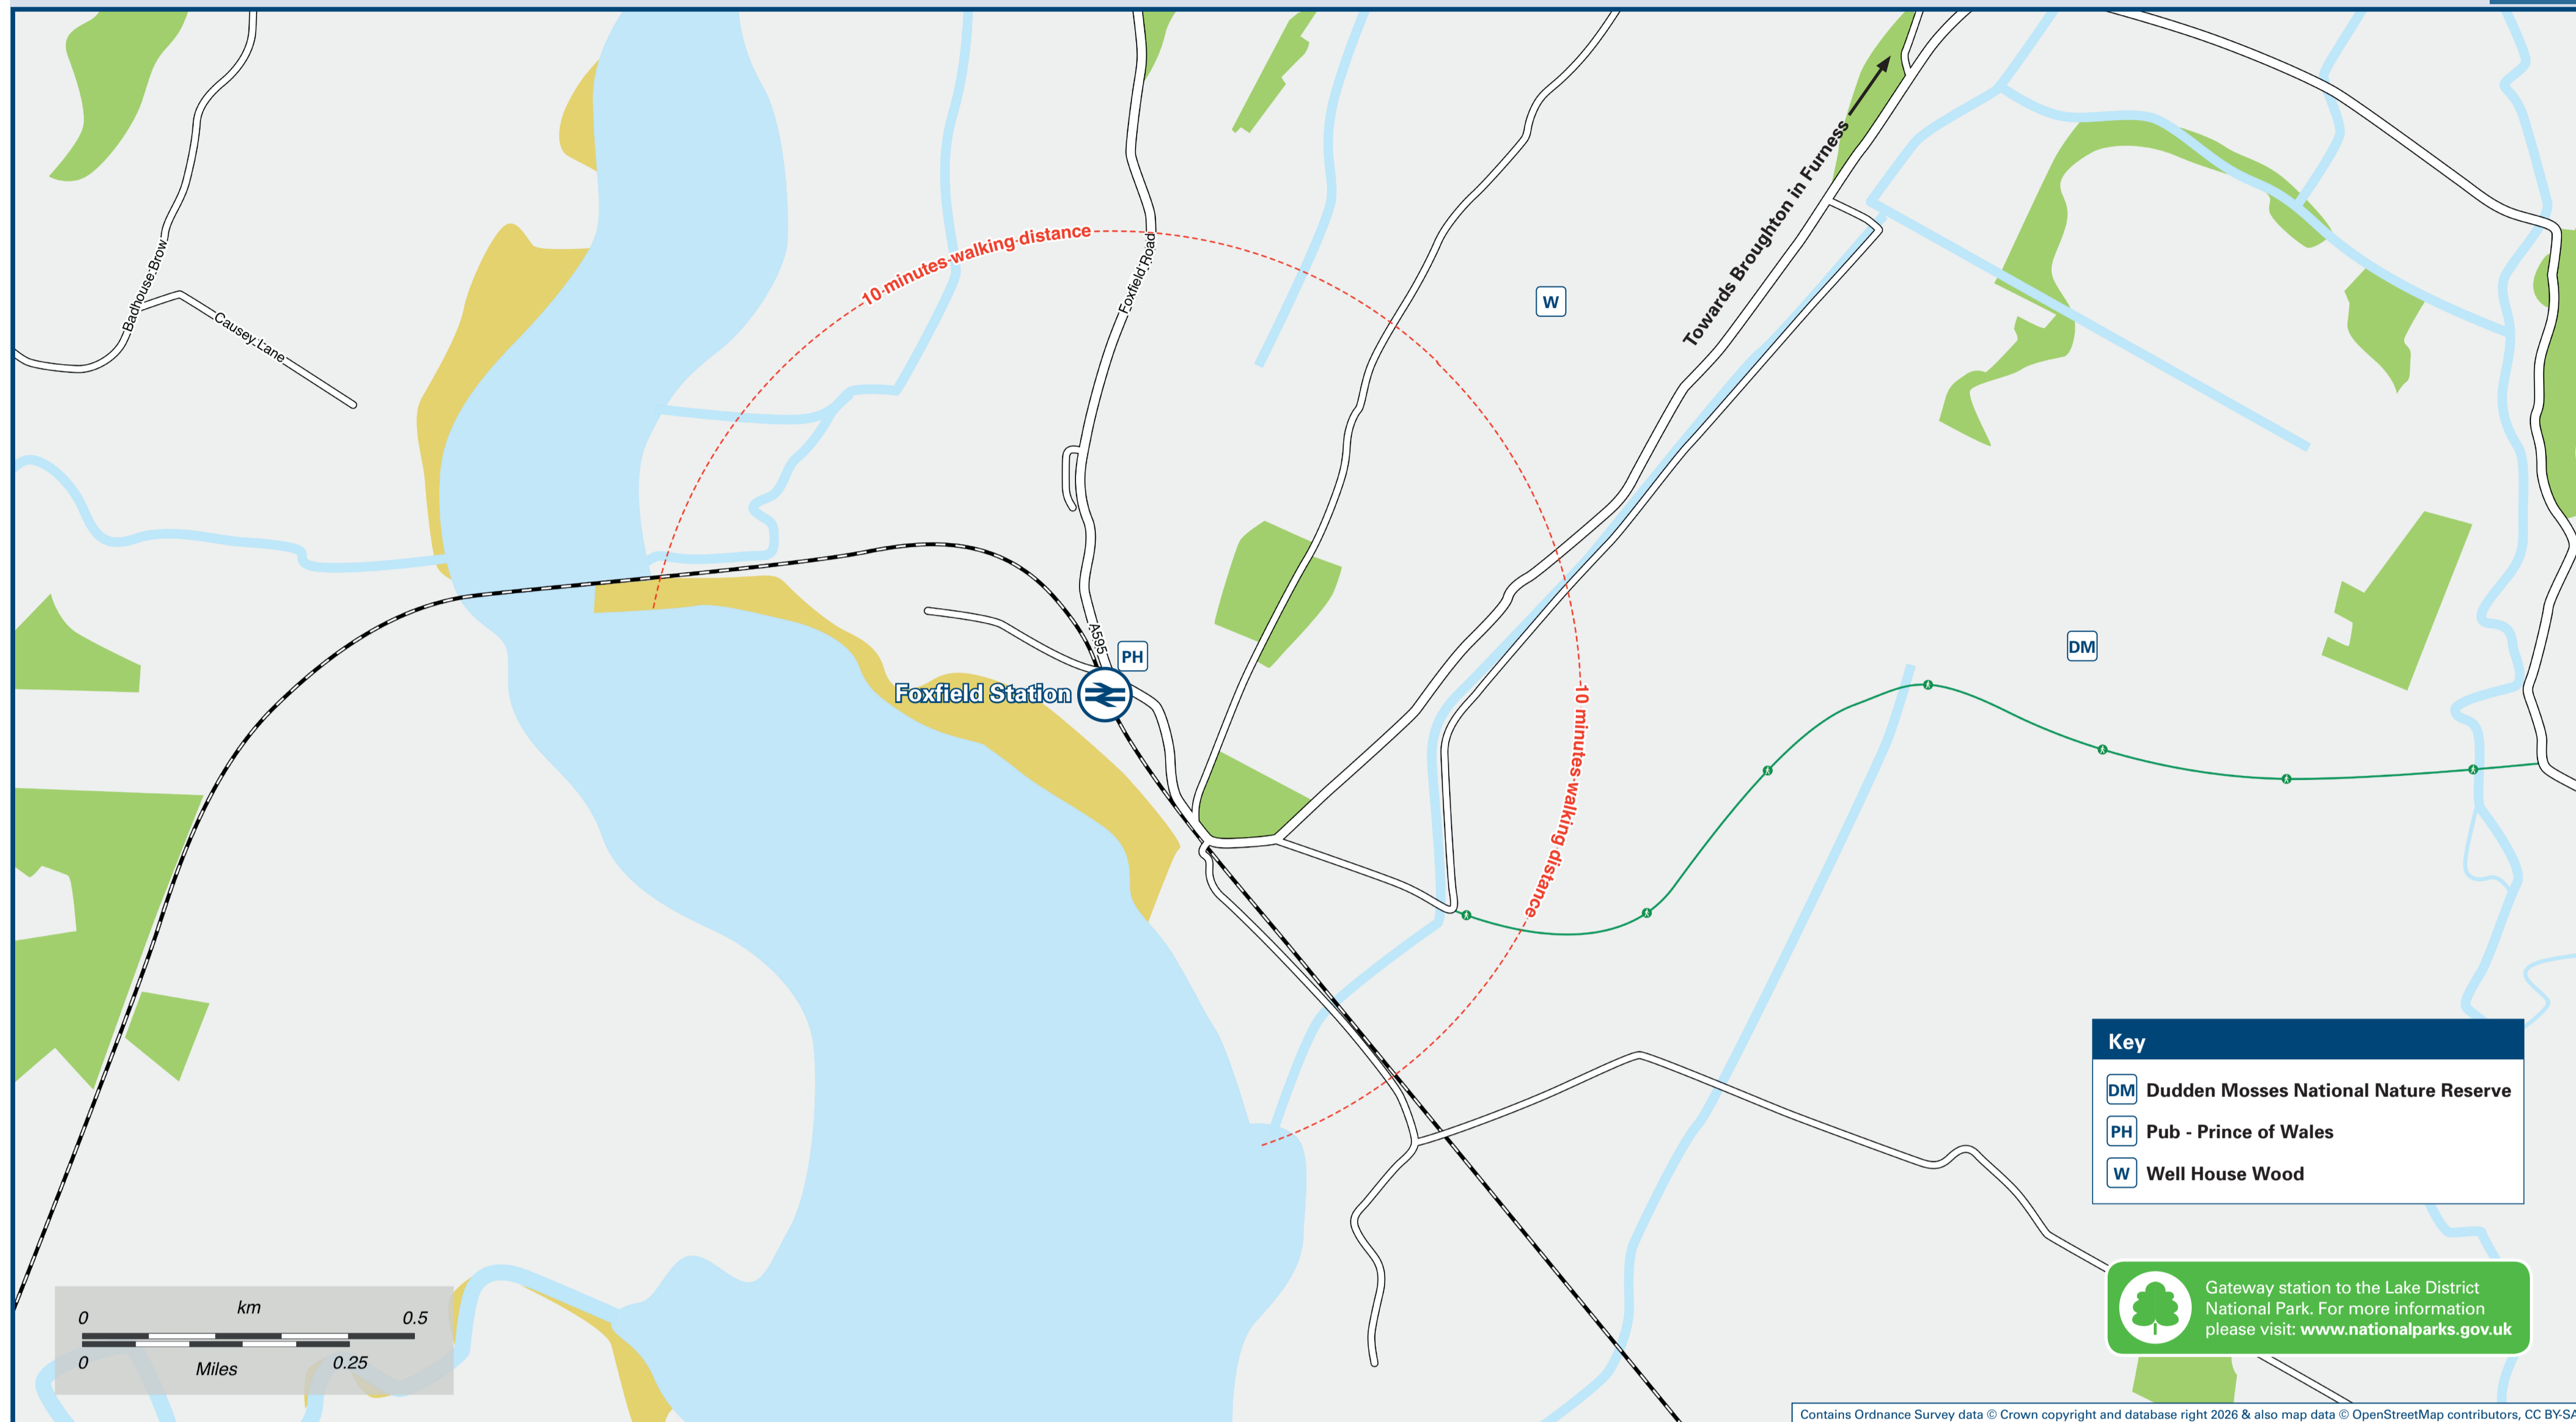 Badhouse Brow
Causey Lane
10 minutes walking distance
Foxfield Road
W
Towards Broughton in Furness
A595
PH
Foxfield Station
DM
10 minutes walking distance
Key
DM Dudden Mosses National Nature Reserve
PH Pub - Prince of Wales
W Well House Wood
km
0 0.5
0 0.25
Miles
Gateway station to the Lake District
National Park. For more information
please visit: www.nationalparks.gov.uk
Contains Ordnance Survey data © Crown copyright and database right 2026 & also map data © OpenStreetMap contributors, CC BY-SA